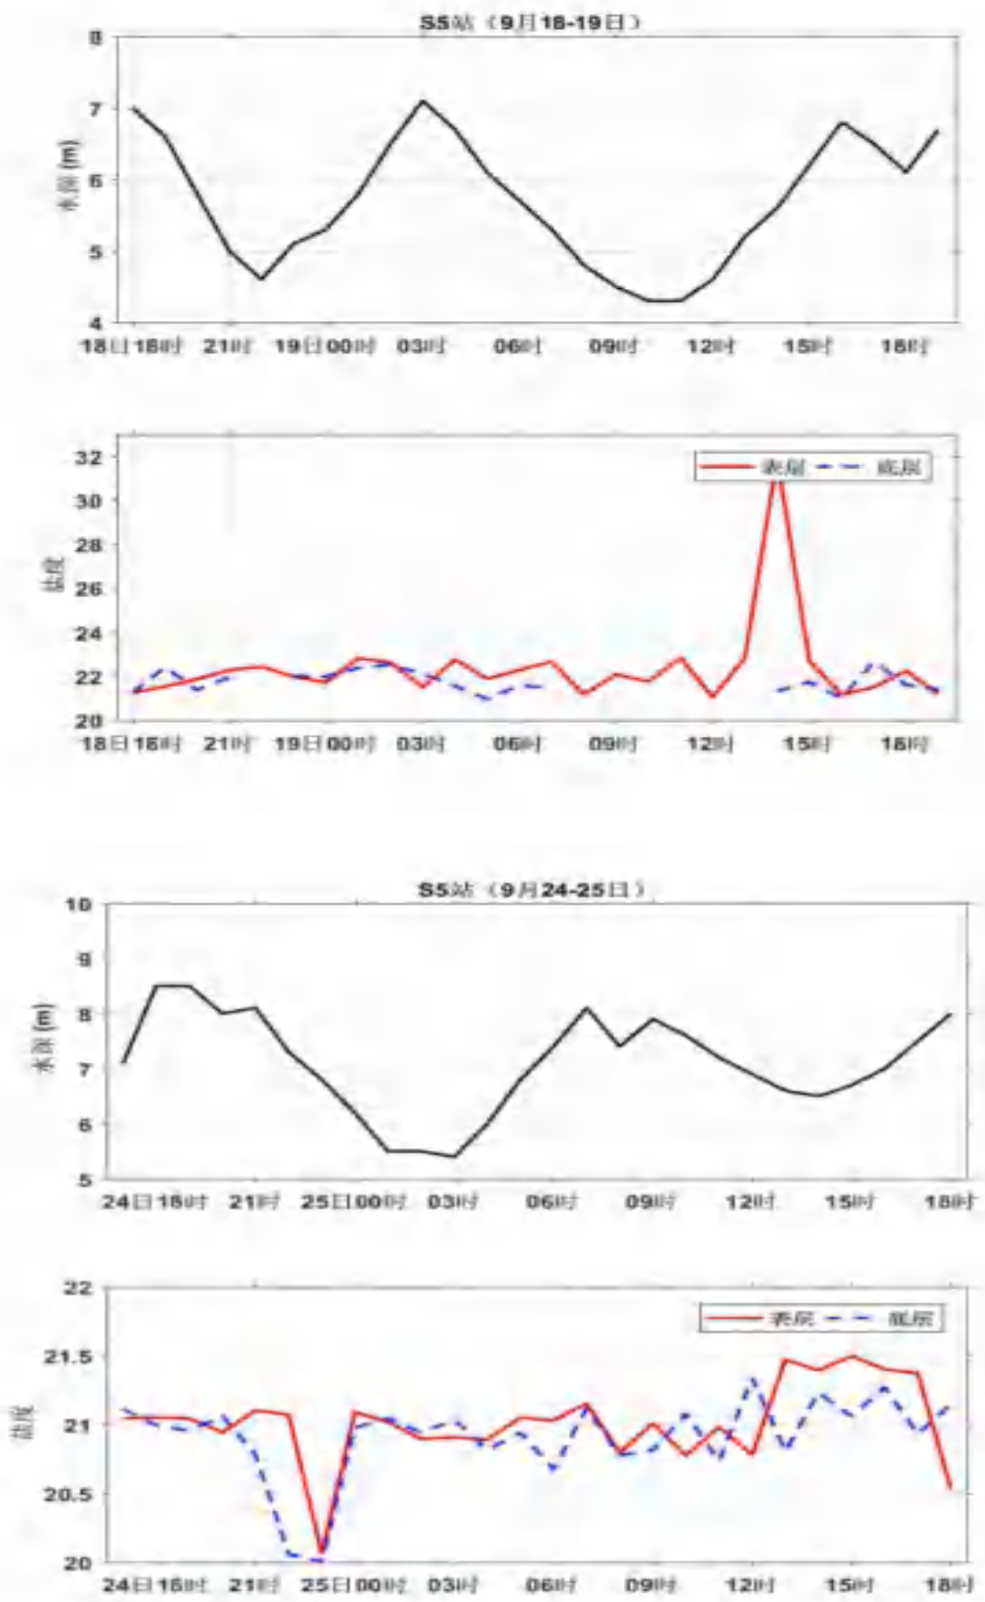 S5站（9月18-19日）
8
7
6
5
4
水深 (m)
18日18时 21时 19日00时 03时 06时 09时 12时 15时 18时
32
30
28
26
24
22
20
盐度
表层 底层
18日18时 21时 19日00时 03时 06时 09时 12时 15时 18时
S5站（9月24-25日）
10
9
8
7
6
5
水深 (m)
24日18时 21时 25日00时 03时 06时 09时 12时 15时 18时
22
21.5
21
20.5
20
盐度
表层 底层
24日18时 21时 25日00时 03时 06时 09时 12时 15时 18时